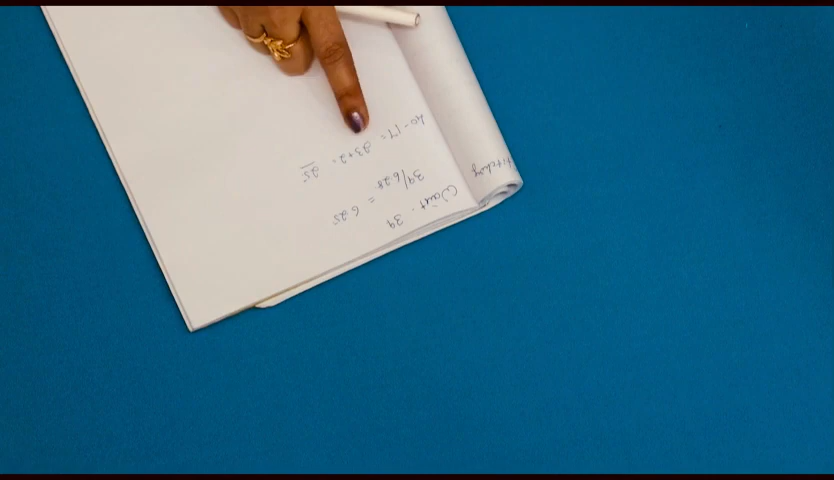 Waist . 39
39/6.28 = 6.25
40-17= 23+2= 25